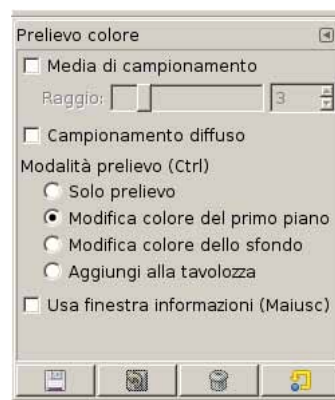 Prelievo colore
Media di campionamento
Raggio: 3
Campionamento diffuso
Modalità prelievo (Ctrl)
Solo prelievo
Modifica colore del primo piano
Modifica colore dello sfondo
Aggiungi alla tavolozza
Usa finestra informazioni (Maiusc)